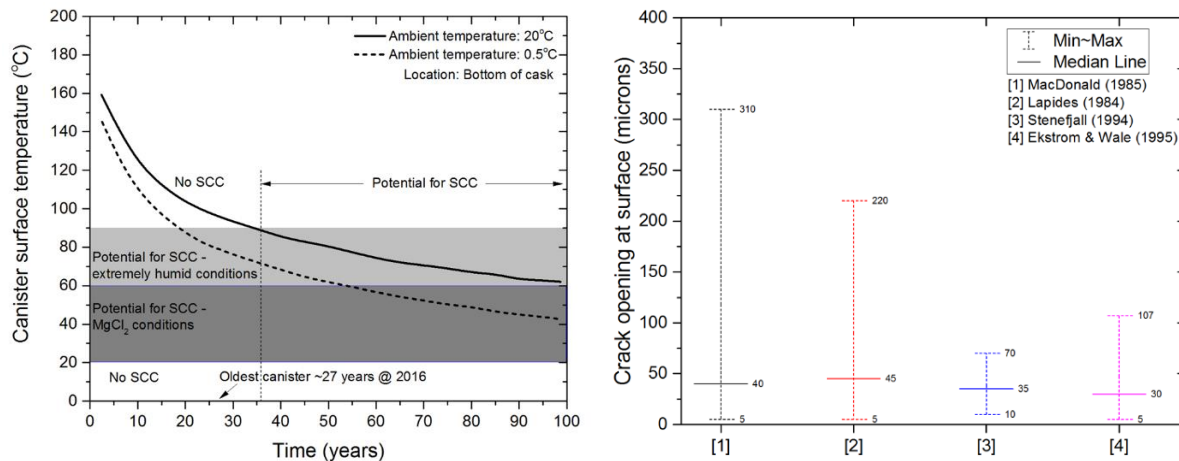 200
180
160
140
120
100
80
60
40
20
0
Canister surface temperature (°C)
Ambient temperature: 20°C
Ambient temperature: 0.5°C
Location: Bottom of cask
No SCC
Potential for SCC
Potential for SCC -
extremely humid conditions
Potential for SCC -
MgCl₂ conditions
No SCC
Oldest canister ~27 years @ 2016
0 10 20 30 40 50 60 70 80 90 100
Time (years)
400
350
300
250
200
150
100
50
0
Crack opening at surface (microns)
Min~Max
Median Line
[1] MacDonald (1985)
[2] Lapides (1984)
[3] Stenefjall (1994)
[4] Ekstrom & Wale (1995)
310
40
5
220
45
5
70
35
10
107
30
5
[1] [2] [3] [4]